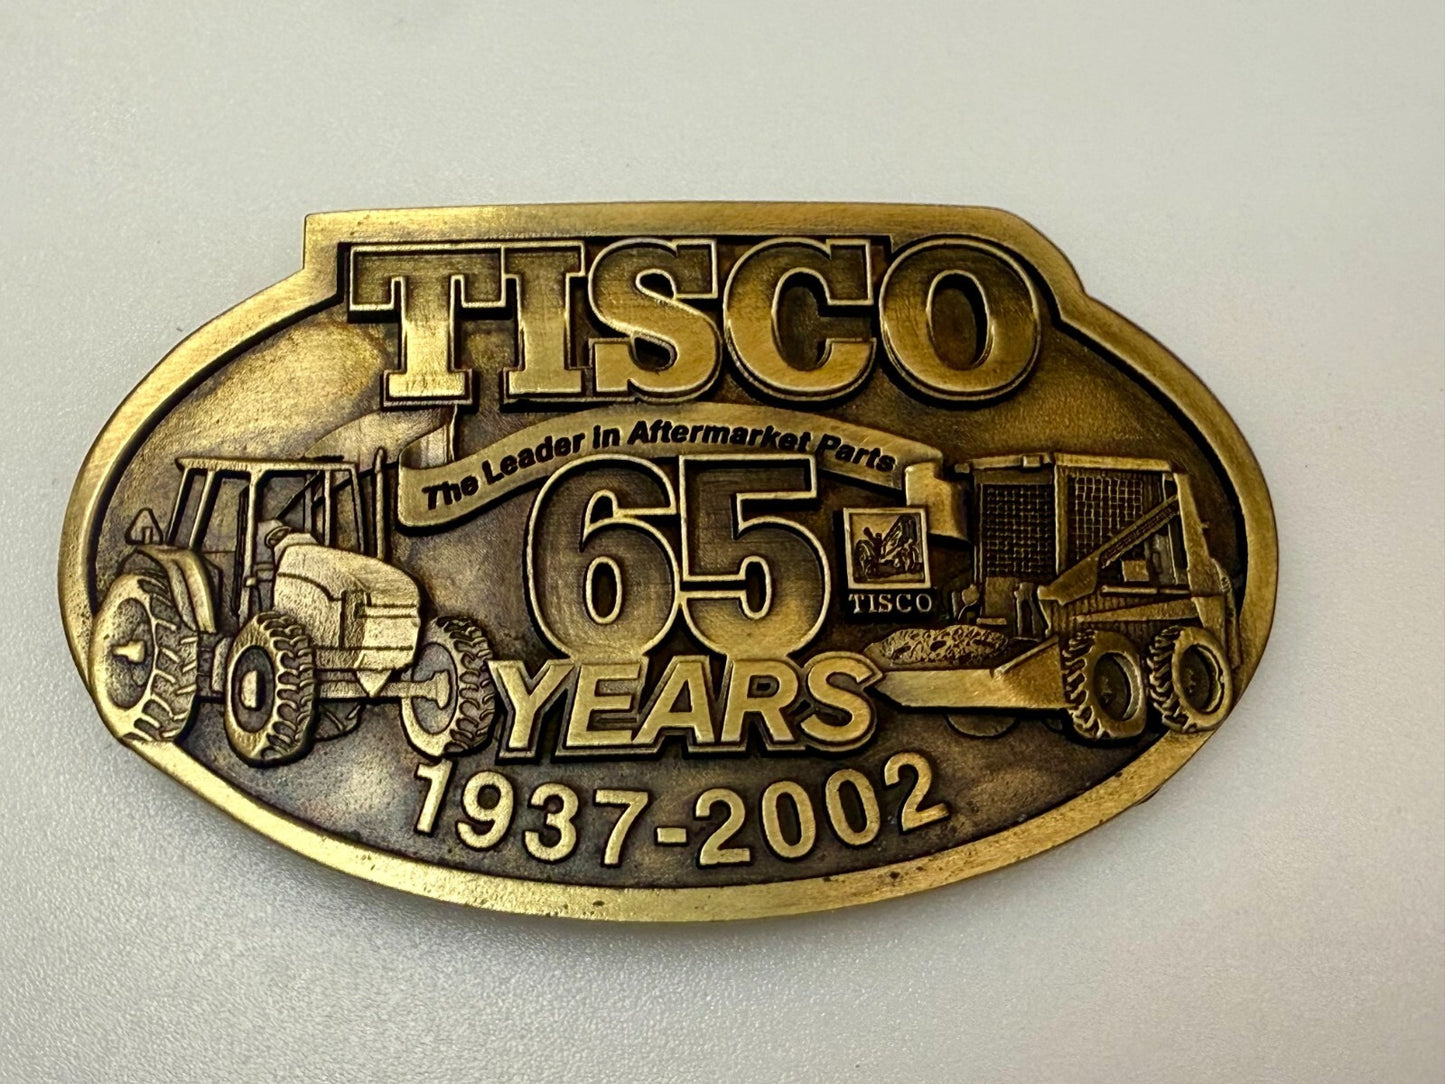 TISCO
The Leader in Aftermarket Parts
65
TISCO
YEARS
1937-2002